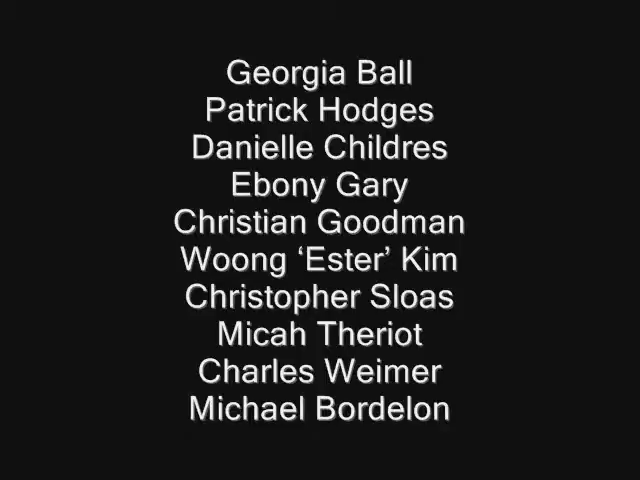 Georgia Ball
Patrick Hodges
Danielle Childres
Ebony Gary
Christian Goodman
Woong ‘Ester’ Kim
Christopher Sloas
Micah Theriot
Charles Weimer
Michael Bordelon